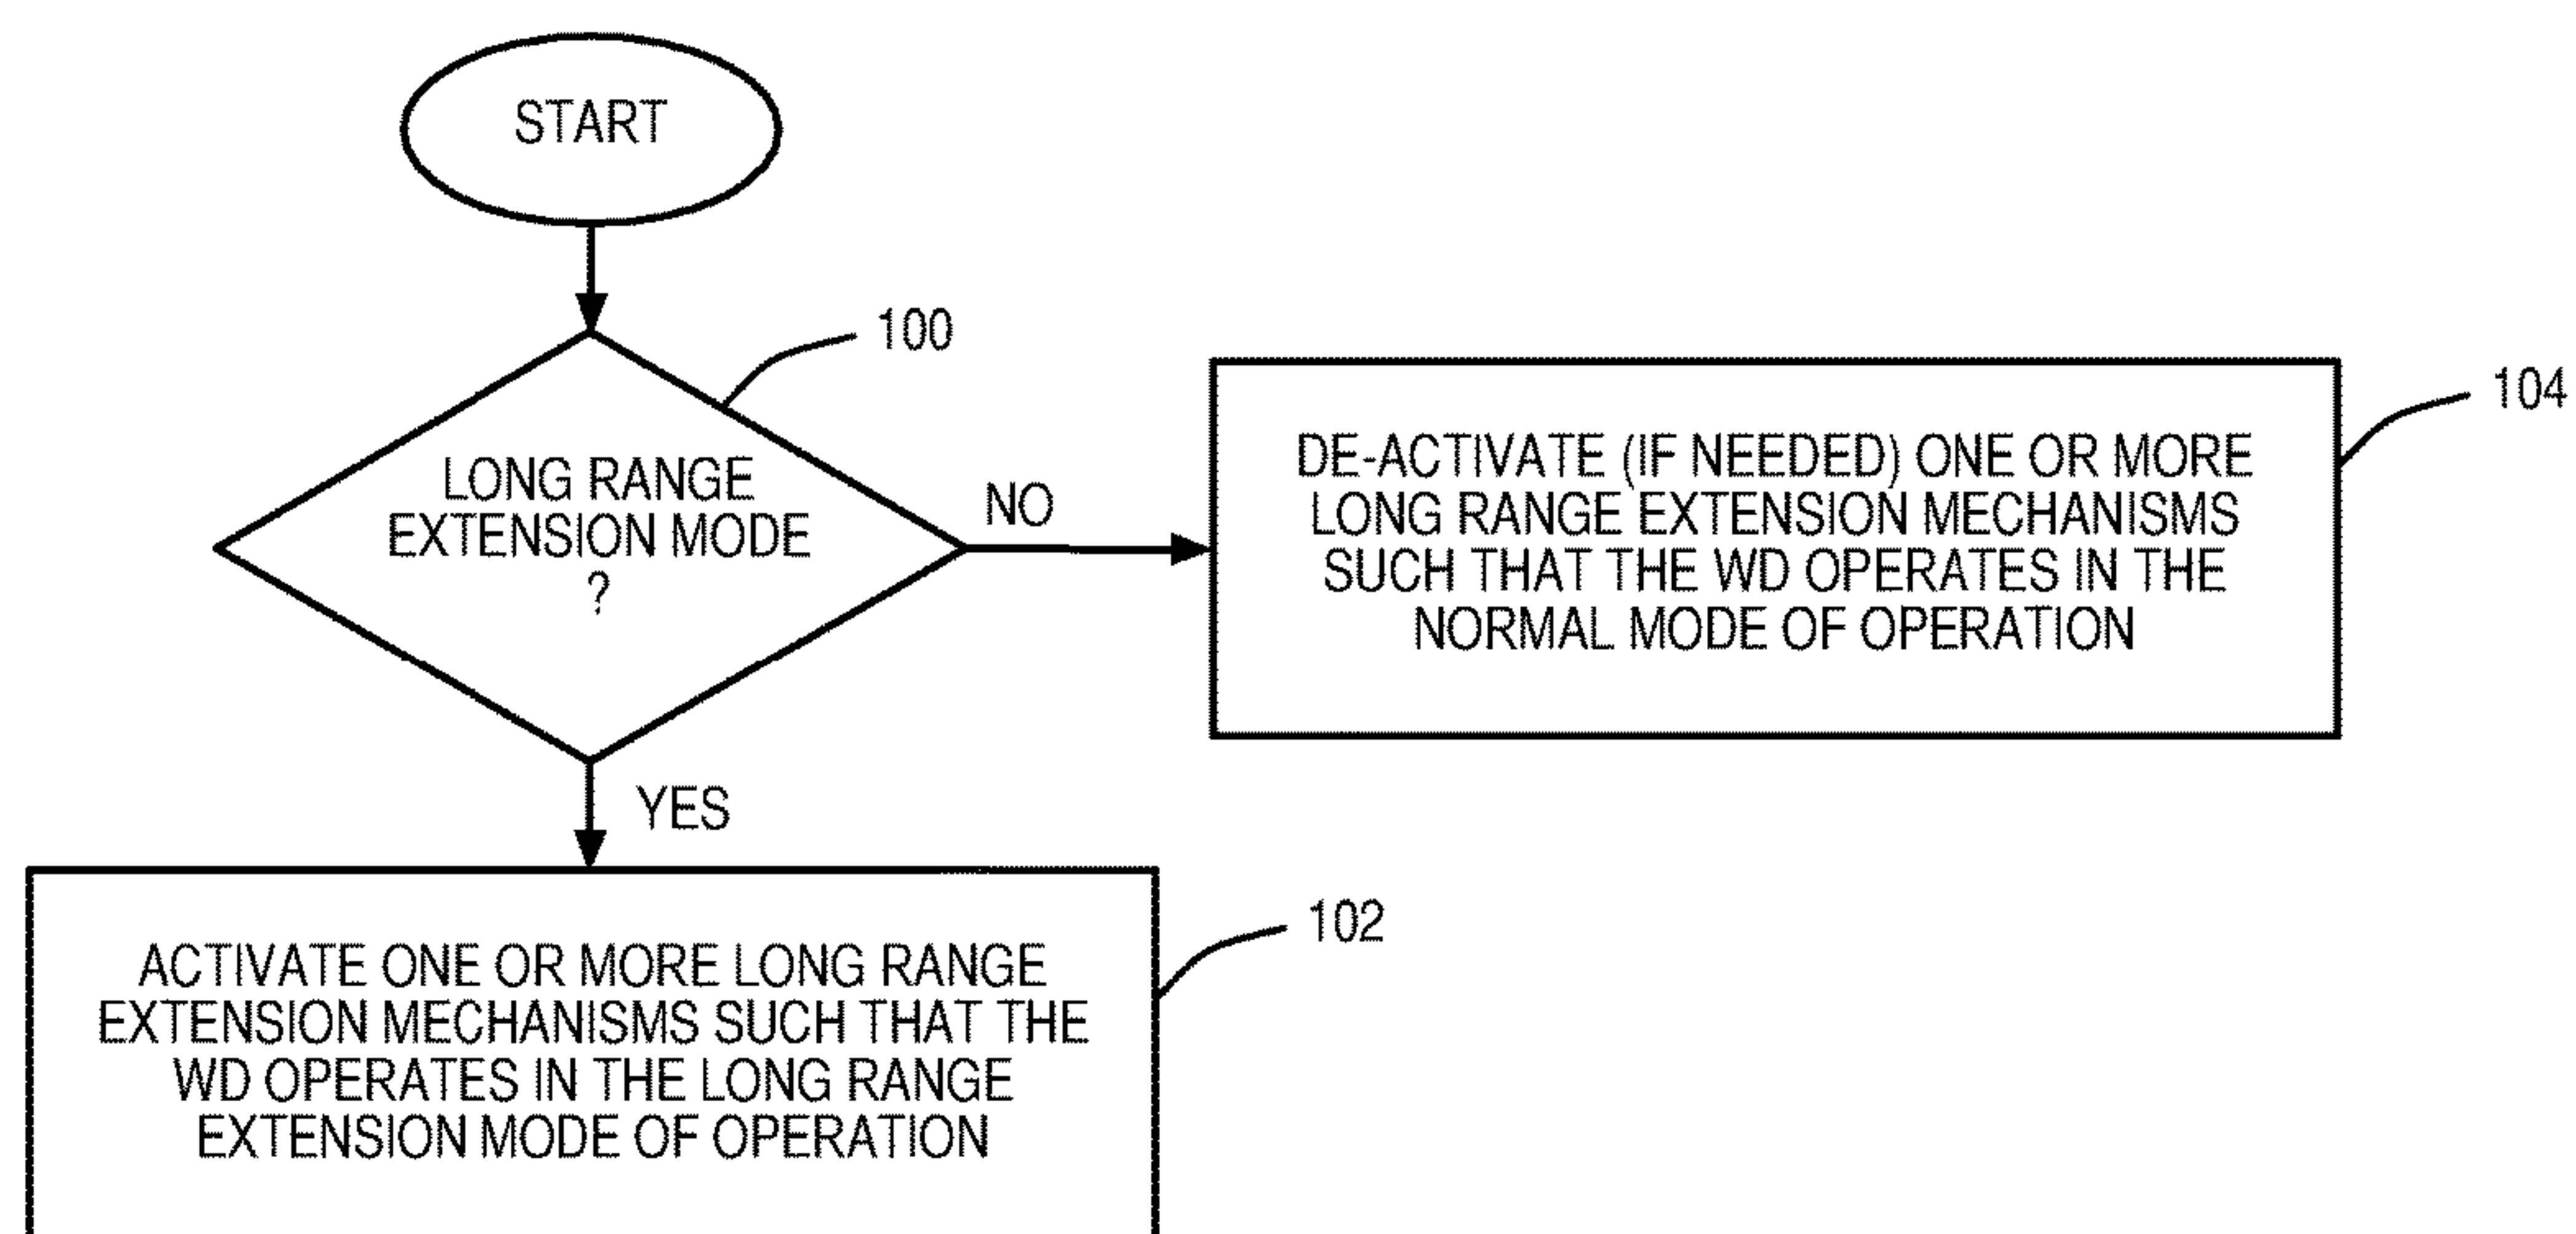 START
100
LONG RANGE
EXTENSION MODE
?
NO
104
DE-ACTIVATE (IF NEEDED) ONE OR MORE
LONG RANGE EXTENSION MECHANISMS
SUCH THAT THE WD OPERATES IN THE
NORMAL MODE OF OPERATION
YES
102
ACTIVATE ONE OR MORE LONG RANGE
EXTENSION MECHANISMS SUCH THAT THE
WD OPERATES IN THE LONG RANGE
EXTENSION MODE OF OPERATION